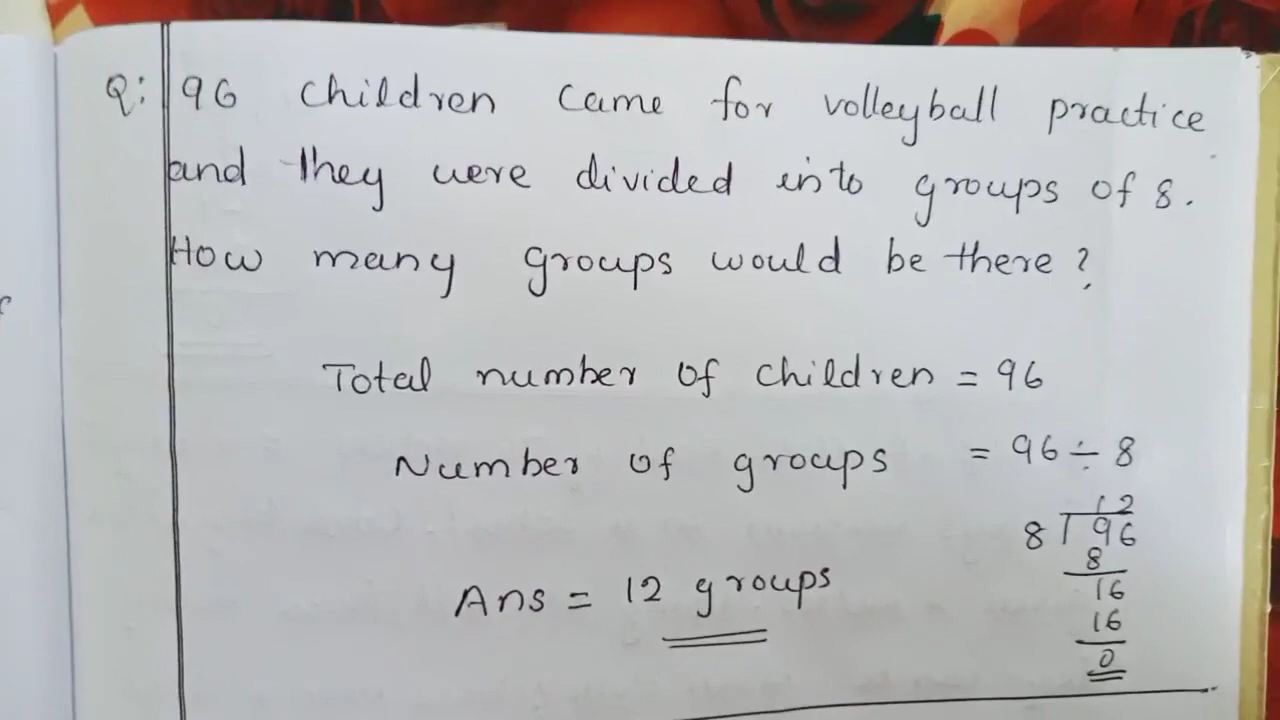 Q: 96 children came for volleyball practice
and they were divided into groups of 8.
How many groups would be there?
Total number of children = 96
Number of groups = 96 ÷ 8
12
8 96
8
16
Ans = 12 groups
16
0